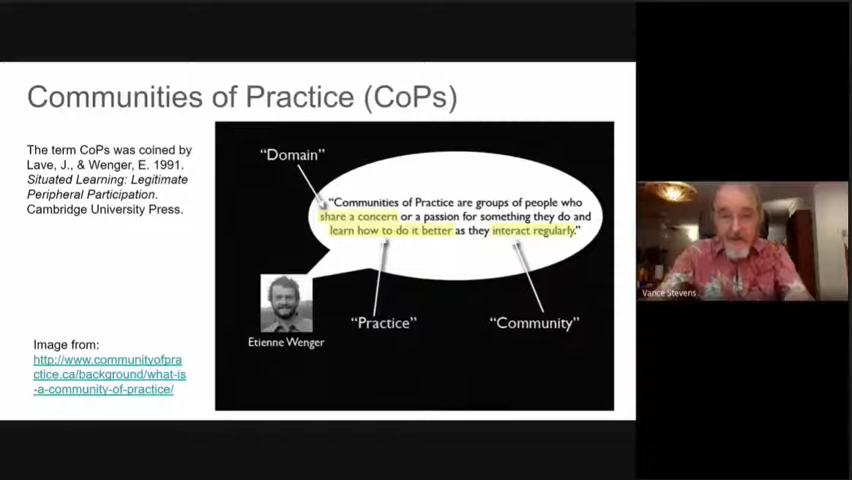 Communities of Practice (CoPs)
The term CoPs was coined by
Lave, J., & Wenger, E. 1991.
Situated Learning: Legitimate
Peripheral Participation.
Cambridge University Press.
“Domain”
“Communities of Practice are groups of people who
share a concern or a passion for something they do and
learn how to do it better as they interact regularly.”
“Practice”
“Community”
Etienne Wenger
Image from:
http://www.communityofpra
ctice.ca/background/what-is
-a-community-of-practice/
Vance Stevens